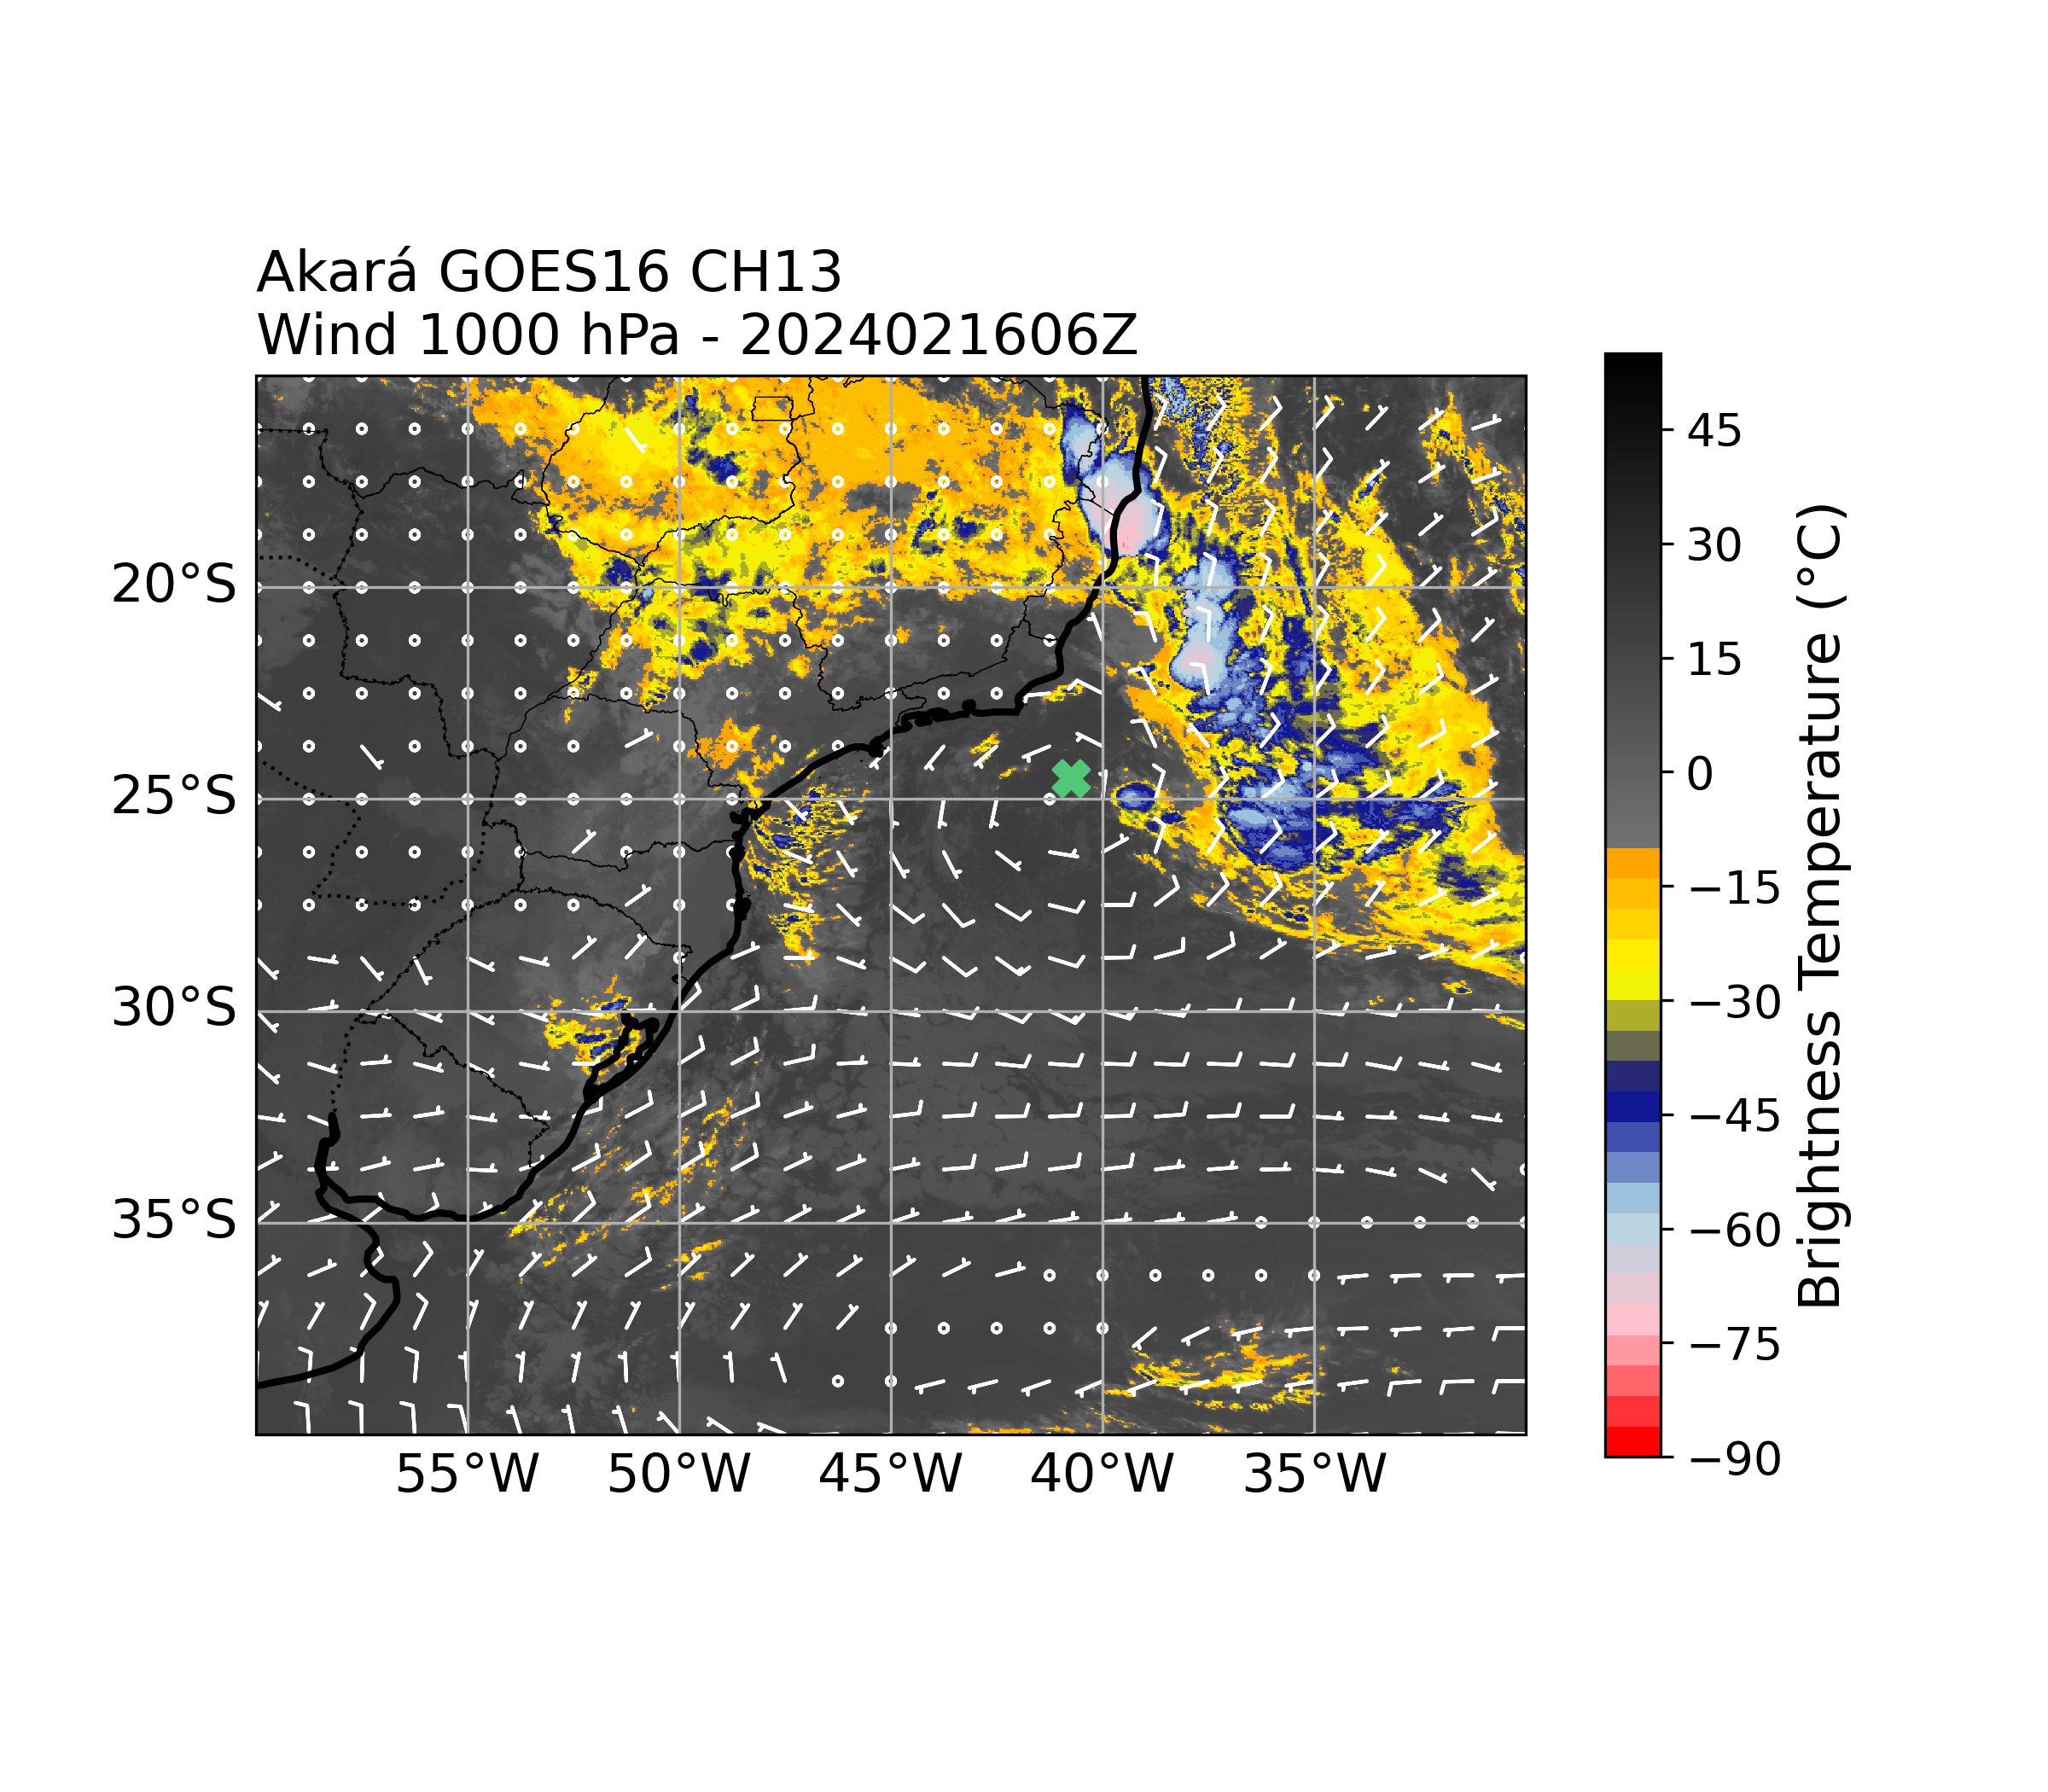 Akará GOES16 CH13
Wind 1000 hPa - 2024021606Z
20°S
25°S
30°S
35°S
55°W
50°W
45°W
40°W
35°W
45
30
15
0
−15
−30
−45
−60
−75
−90
Brightness Temperature (°C)